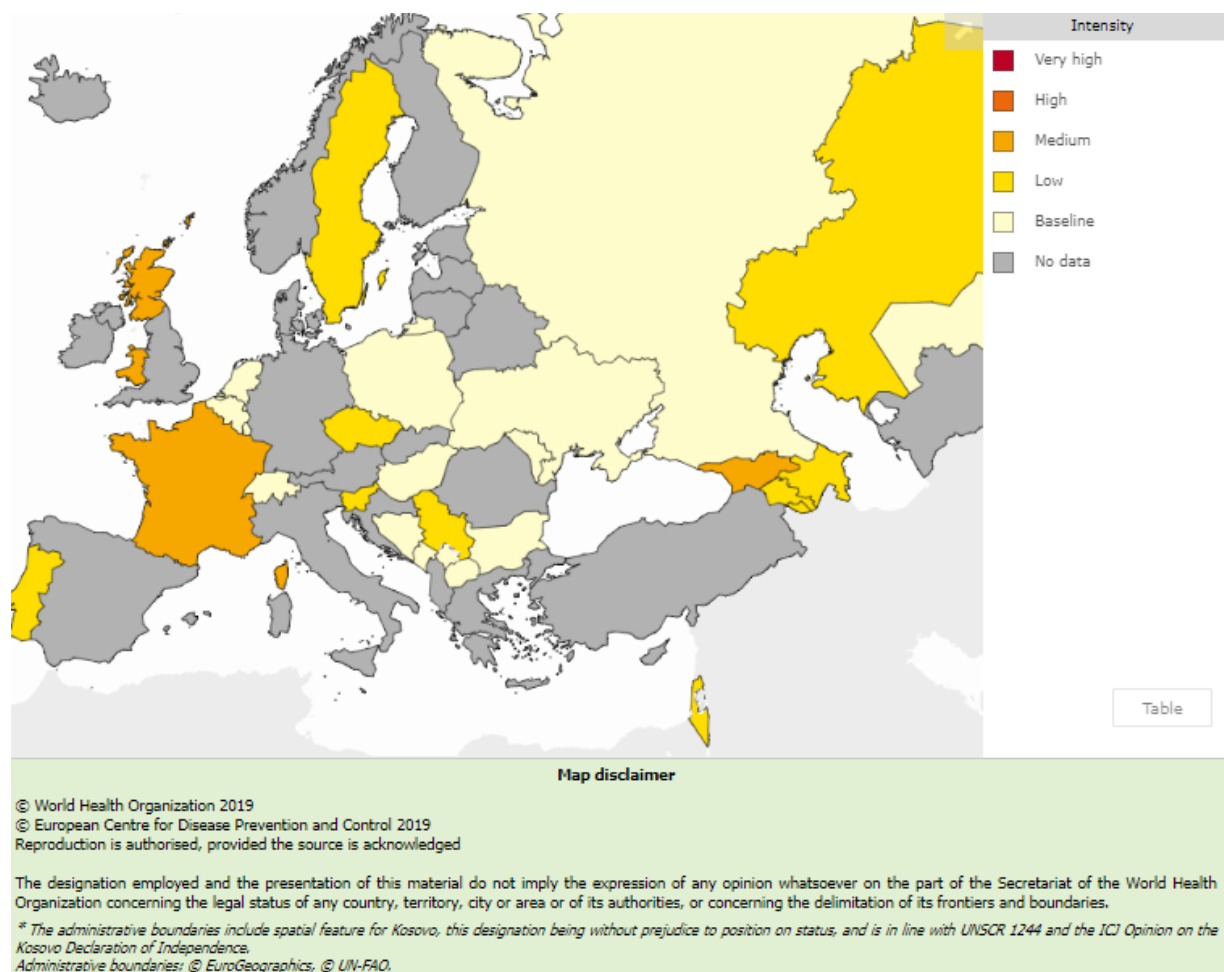 Intensity
Very high
High
Medium
Low
Baseline
No data
Table
Map disclaimer
© World Health Organization 2019
© European Centre for Disease Prevention and Control 2019
Reproduction is authorised, provided the source is acknowledged
The designation employed and the presentation of this material do not imply the expression of any opinion whatsoever on the part of the Secretariat of the World Health
Organization concerning the legal status of any country, territory, city or area or of its authorities, or concerning the delimitation of its frontiers and boundaries.
* The administrative boundaries include spatial feature for Kosovo, this designation being without prejudice to position on status, and is in line with UNSCR 1244 and the ICJ Opinion on the
Kosovo Declaration of Independence.
Administrative boundaries: © EuroGeographics, © UN-FAO.